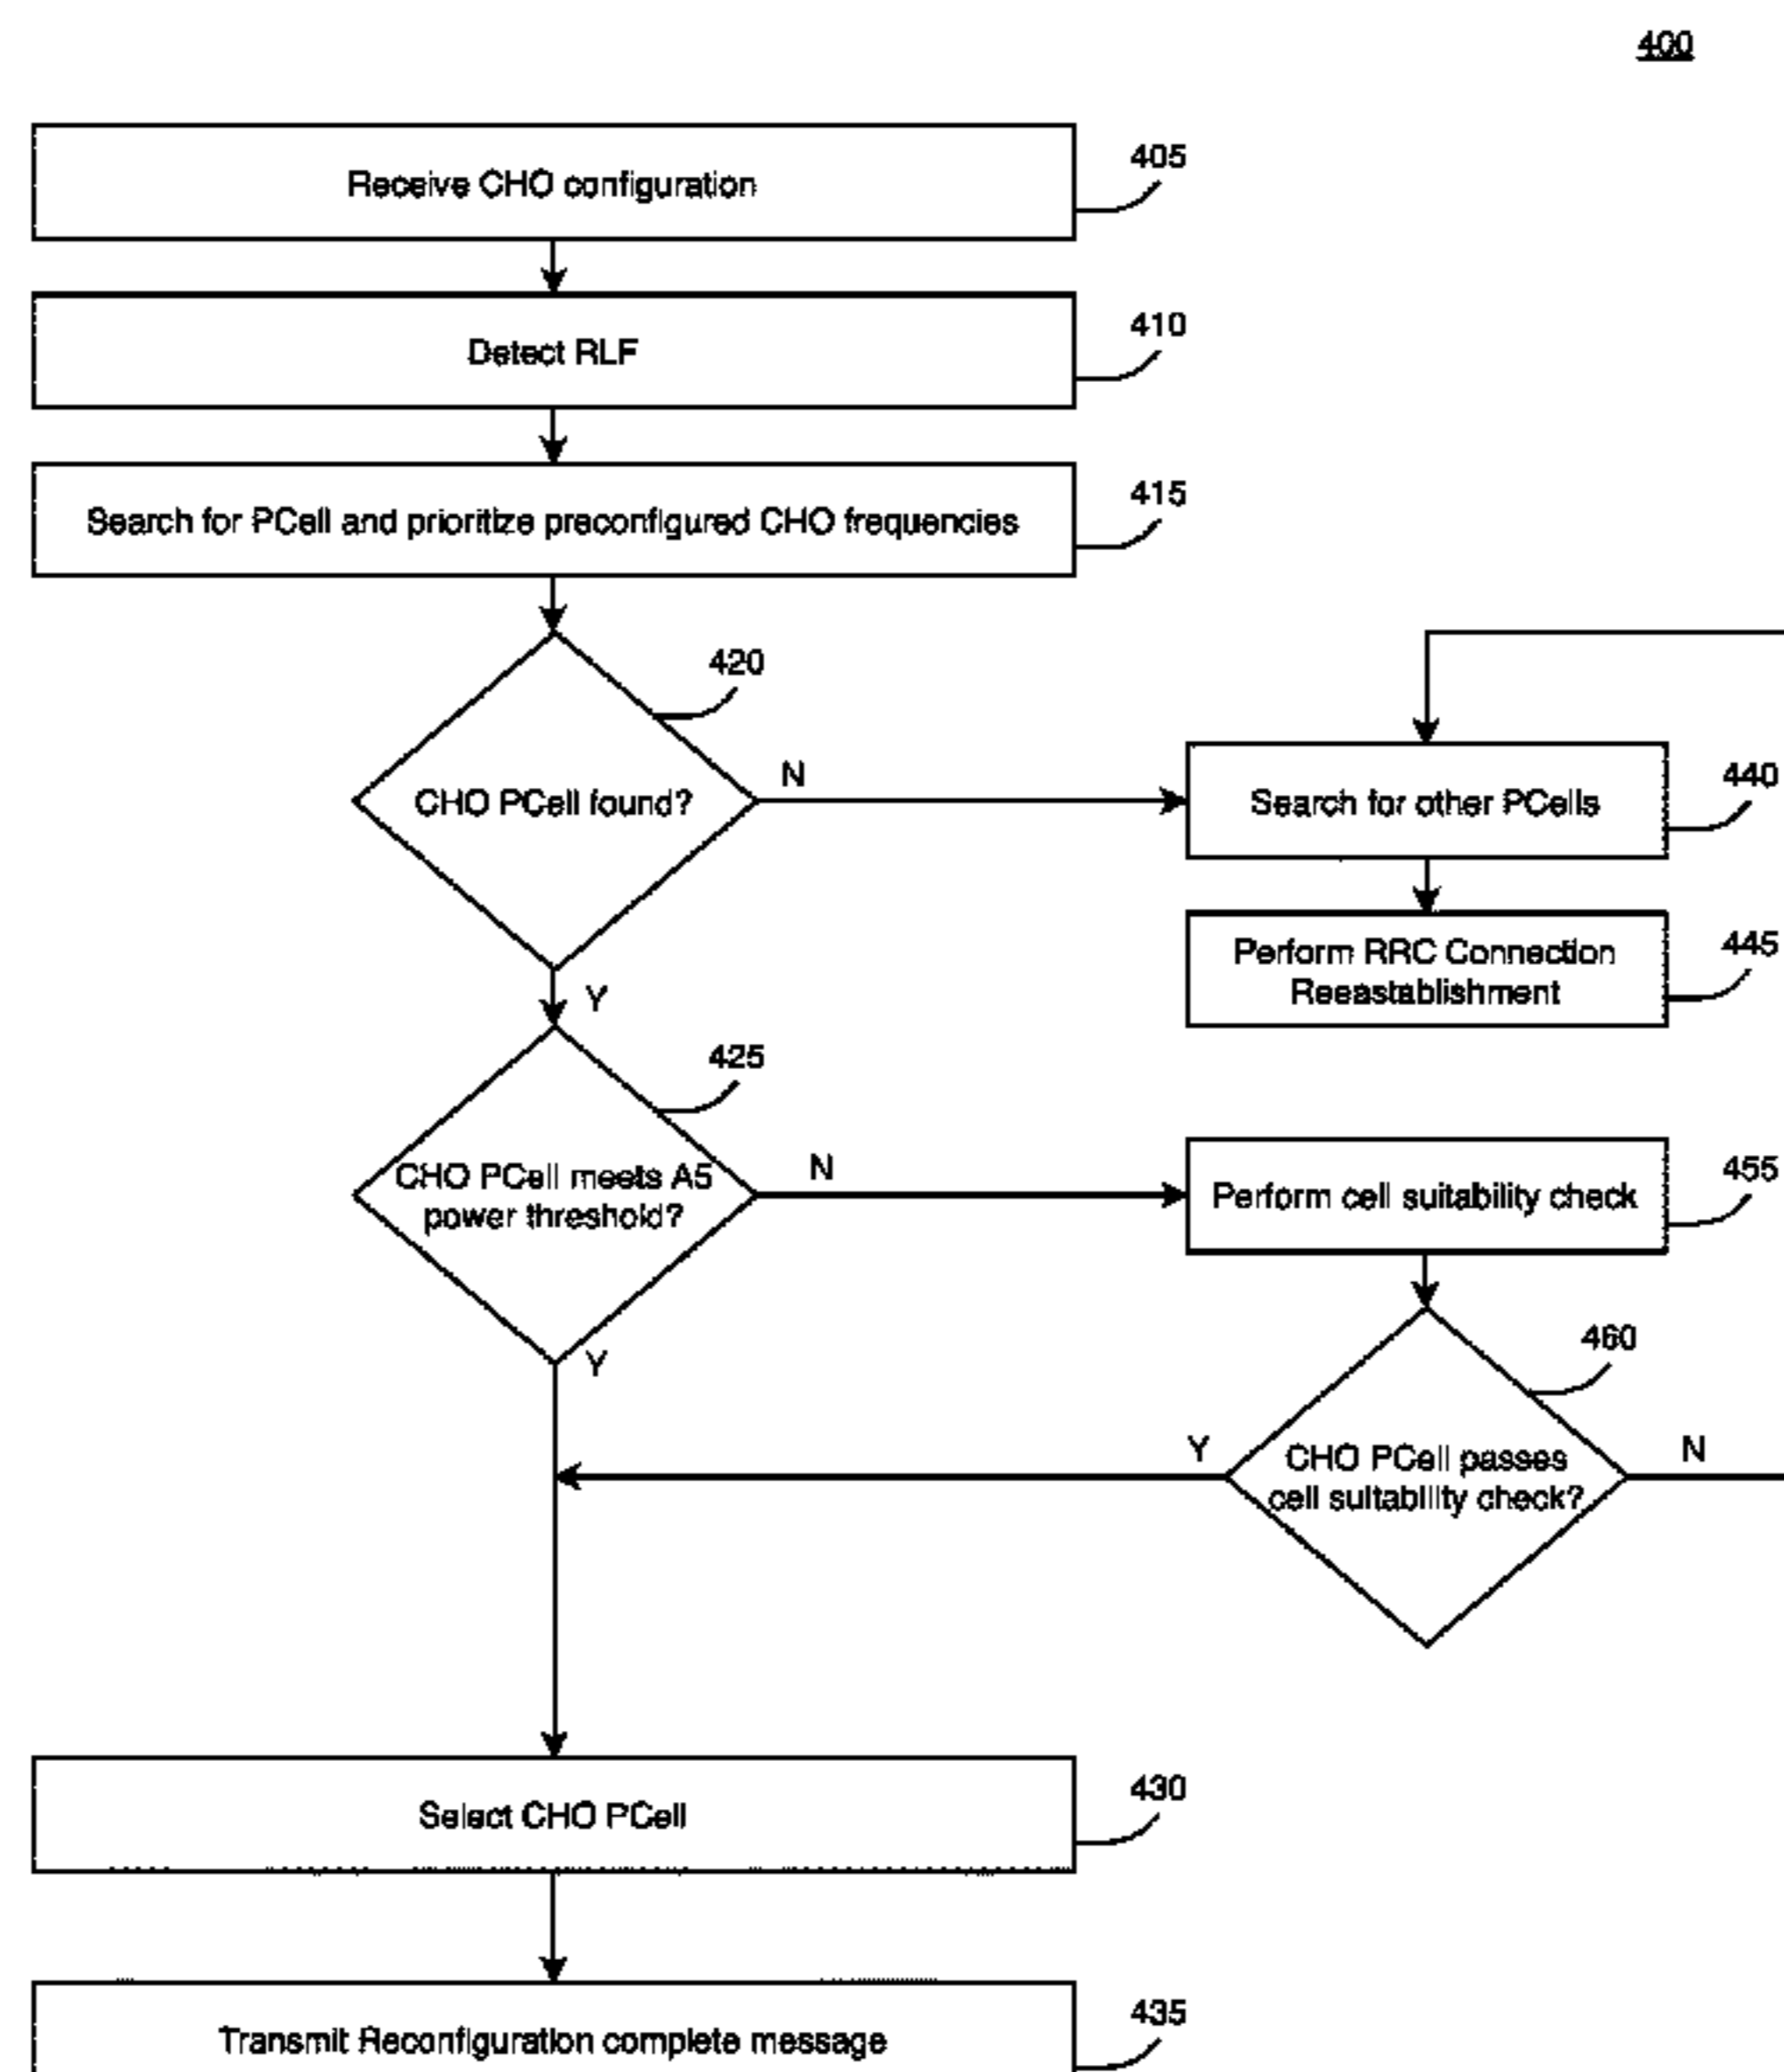 400
Receive CHO configuration
405
Detect RLF
410
Search for PCell and prioritize preconfigured CHO frequencies
415
420
CHO PCell found?
N
Search for other PCells
440
Perform RRC Connection
Reeastablishment
445
Y
425
CHO PCell meets A5
power threshold?
N
Perform cell suitability check
455
Y
460
CHO PCell passes
cell suitability check?
Y
N
Select CHO PCell
430
Transmit Reconfiguration complete message
435